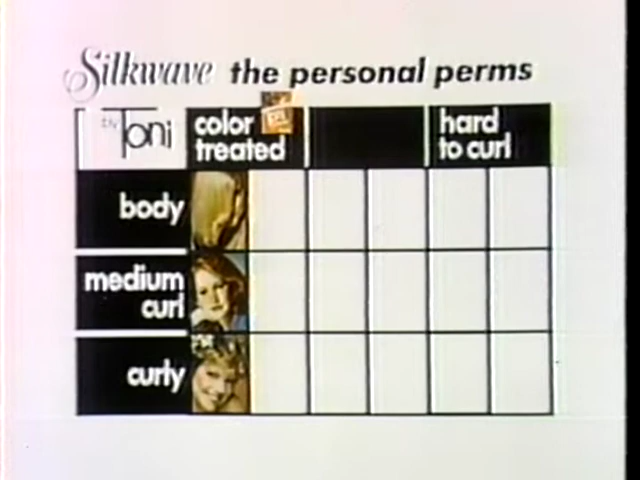 Silkwave the personal perms
by Toni
color
treated
hard
to curl
body
medium
curl
curly